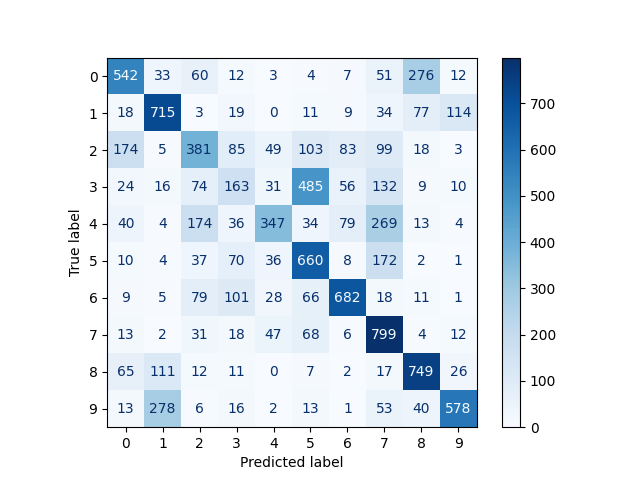 0 542 33 60 12 3 4 7 51 276 12
1 18 715 3 19 0 11 9 34 77 114
2 174 5 381 85 49 103 83 99 18 3
3 24 16 74 163 31 485 56 132 9 10
4 40 4 174 36 347 34 79 269 13 4
5 10 4 37 70 36 660 8 172 2 1
6 9 5 79 101 28 66 682 18 11 1
7 13 2 31 18 47 68 6 799 4 12
8 65 111 12 11 0 7 2 17 749 26
9 13 278 6 16 2 13 1 53 40 578
0 1 2 3 4 5 6 7 8 9
Predicted label
True label
700
600
500
400
300
200
100
0